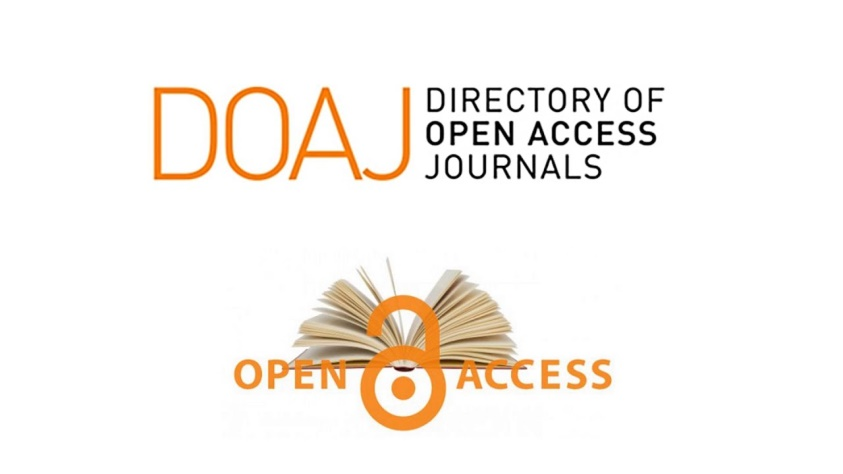 DOAJ
DIRECTORY OF
OPEN ACCESS
JOURNALS
OPEN ACCESS